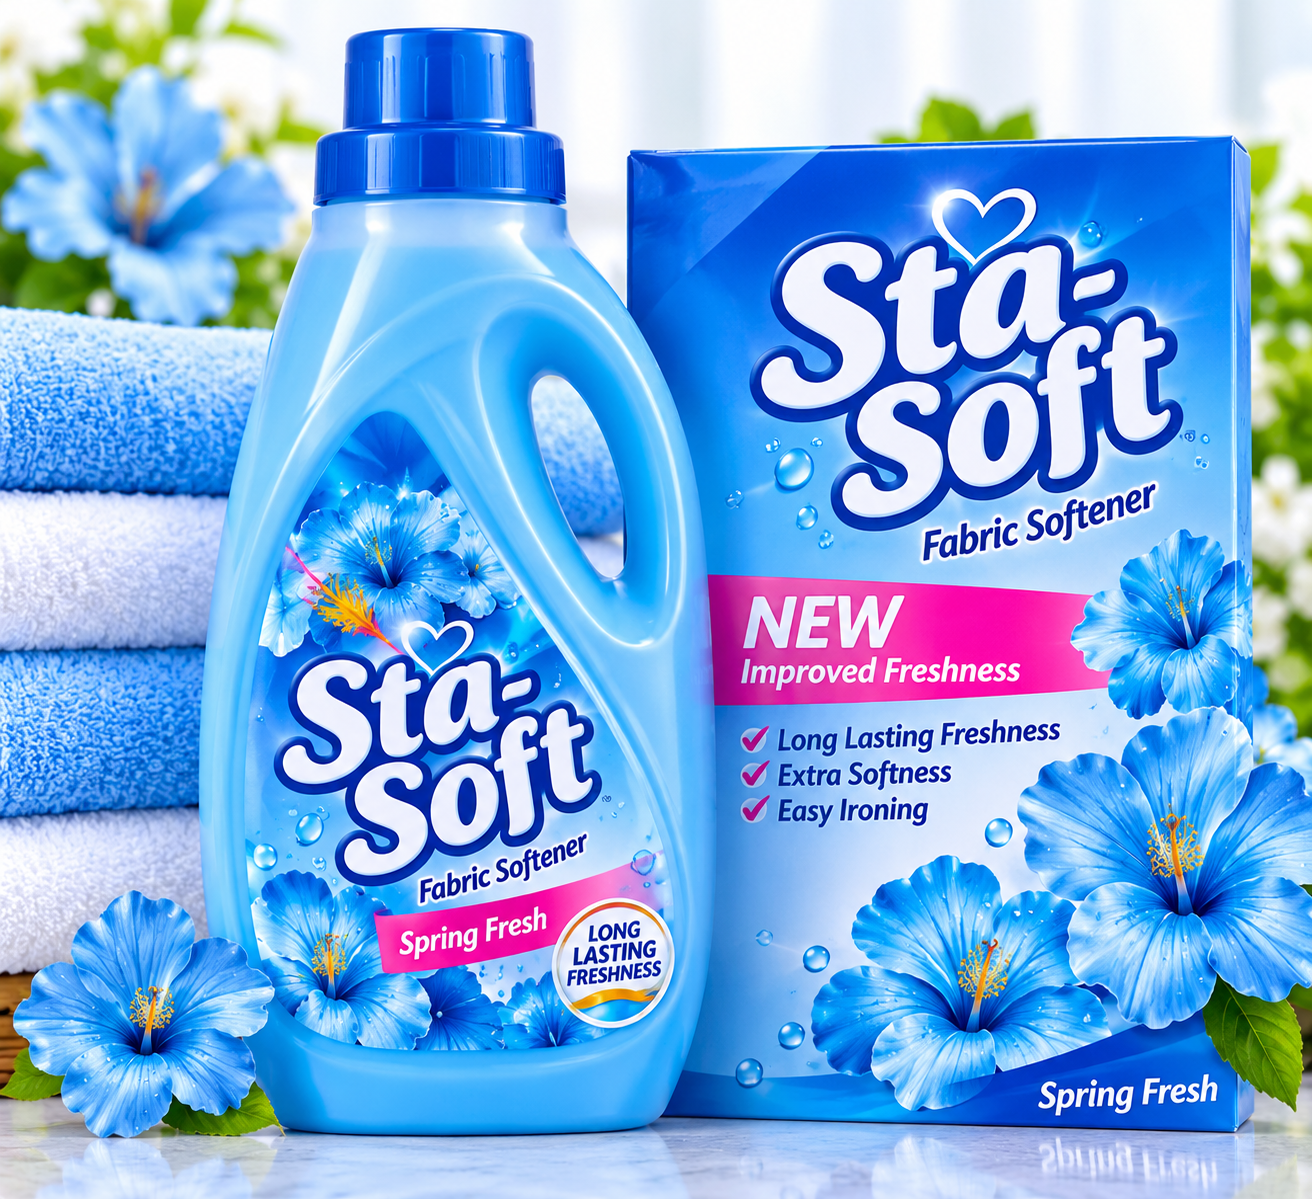 Sta-
Soft
Fabric Softener
Spring Fresh
LONG
LASTING
FRESHNESS
Sta-
Soft
Fabric Softener
NEW
Improved Freshness
Long Lasting Freshness
Extra Softness
Easy Ironing
Spring Fresh